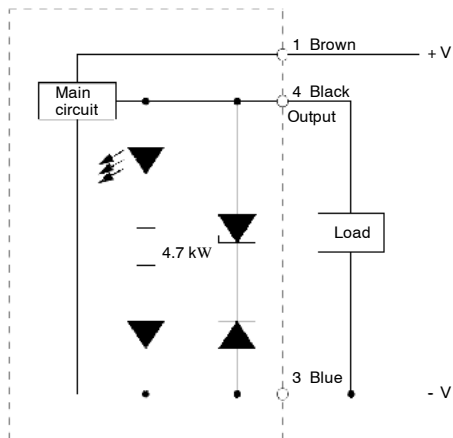 1 Brown
+ V
Main
circuit
4 Black
Output
4.7 kW
Load
3 Blue
- V